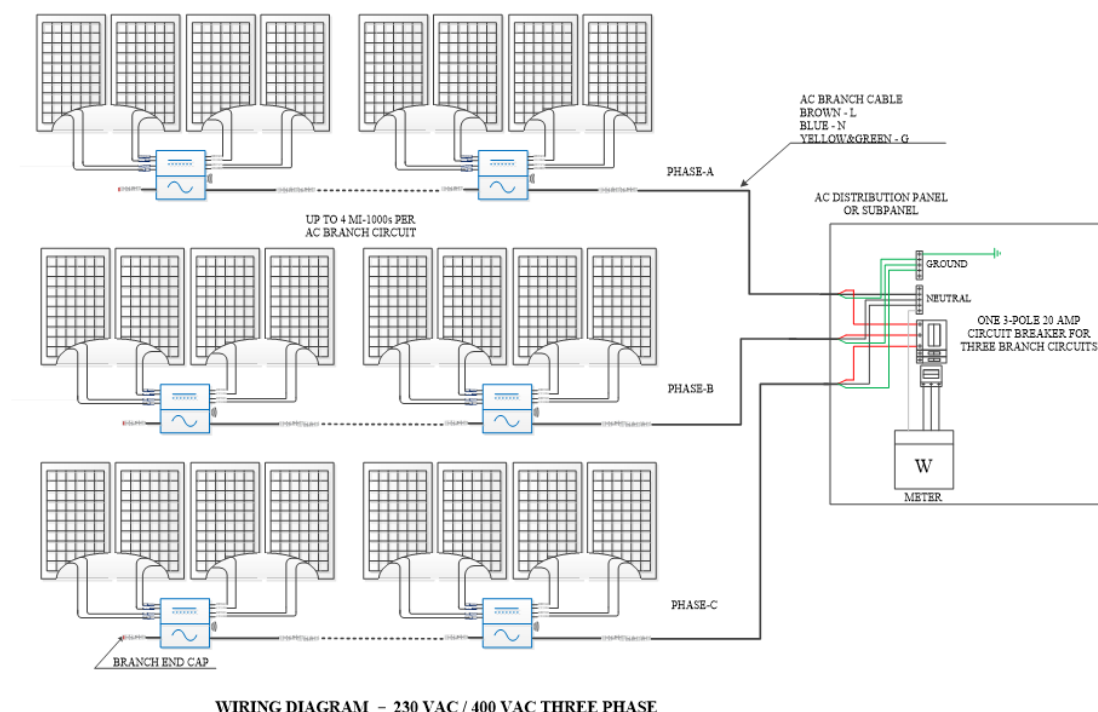 AC BRANCH CABLE
BROWN - L
BLUE - N
YELLOW&GREEN - G
PHASE-A
AC DISTRIBUTION PANEL
OR SUBPANEL
UP TO 4 MI-1000s PER
AC BRANCH CIRCUIT
GROUND
NEUTRAL
ONE 3-POLE 20 AMP
CIRCUIT BREAKER FOR
THREE BRANCH CIRCUITS
PHASE-B
W
METER
PHASE-C
BRANCH END CAP
WIRING DIAGRAM – 230 VAC / 400 VAC THREE PHASE